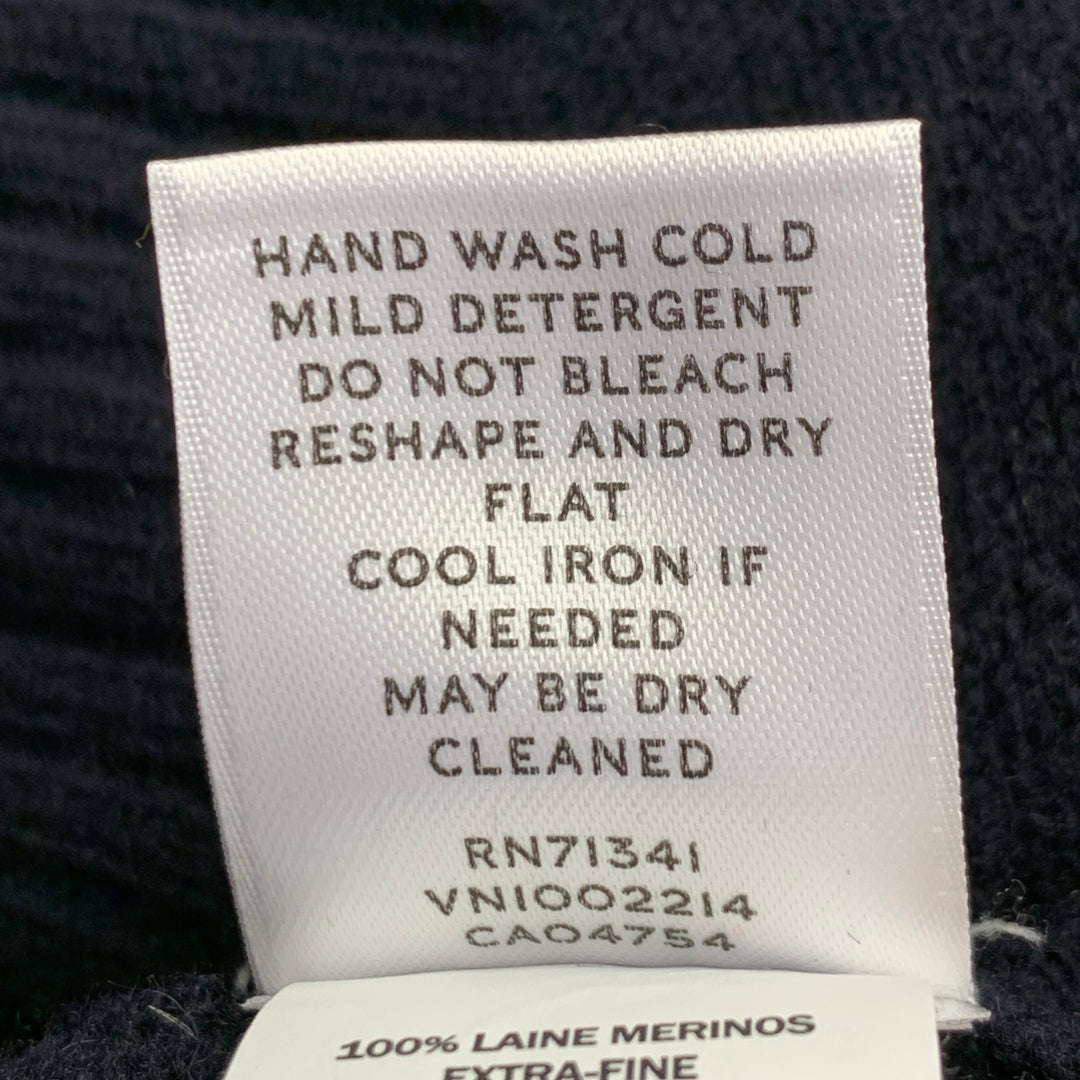 HAND WASH COLD
MILD DETERGENT
DO NOT BLEACH
RESHAPE AND DRY
FLAT
COOL IRON IF
NEEDED
MAY BE DRY
CLEANED
RN71341
VN1002214
CA04754
100% LAINE MERINOS
EXTRA-FINE